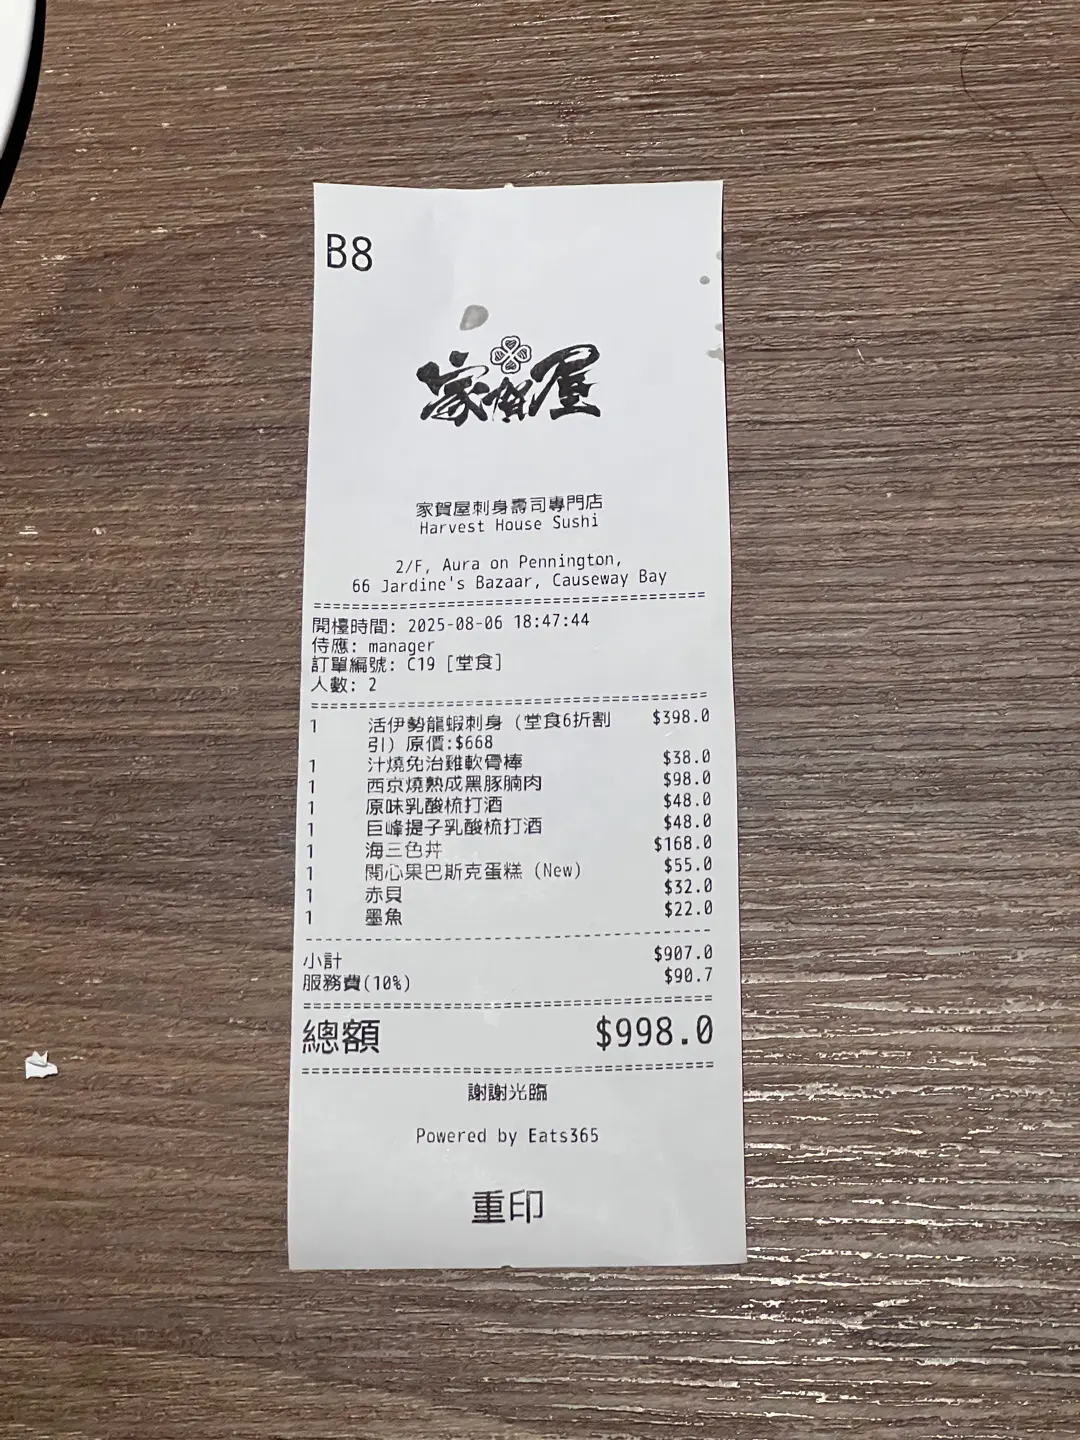 B8
家賀屋
家賀屋刺身壽司專門店
Harvest House Sushi
2/F, Aura on Pennington,
66 Jardine's Bazaar, Causeway Bay
開檯時間: 2025-08-06 18:47:44
侍應: manager
訂單編號: C19 [堂食]
人數: 2
1 活伊勢龍蝦刺身 (堂食6折割 $398.0
引) 原價:$668
1 汁燒免治雞軟骨棒 $38.0
1 西京燒熟成黑豚腩肉 $98.0
1 原味乳酸梳打酒 $48.0
1 巨峰提子乳酸梳打酒 $48.0
1 海三色丼 $168.0
1 開心果巴斯克蛋糕 (New) $55.0
1 赤貝 $32.0
1 墨魚 $22.0
小計 $907.0
服務費(10%) $90.7
總額 $998.0
謝謝光臨
Powered by Eats365
重印